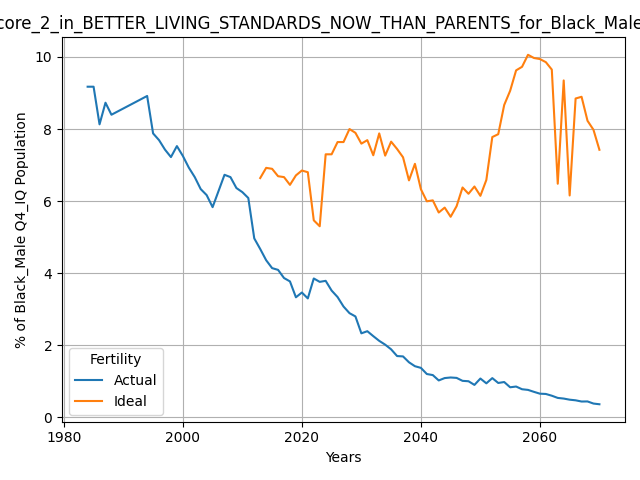 core_2_in_BETTER_LIVING_STANDARDS_NOW_THAN_PARENTS_for_Black_Male
% of Black_Male Q4_IQ Population
10
8
6
4
2
0
Fertility
Actual
Ideal
1980 2000 2020 2040 2060
Years